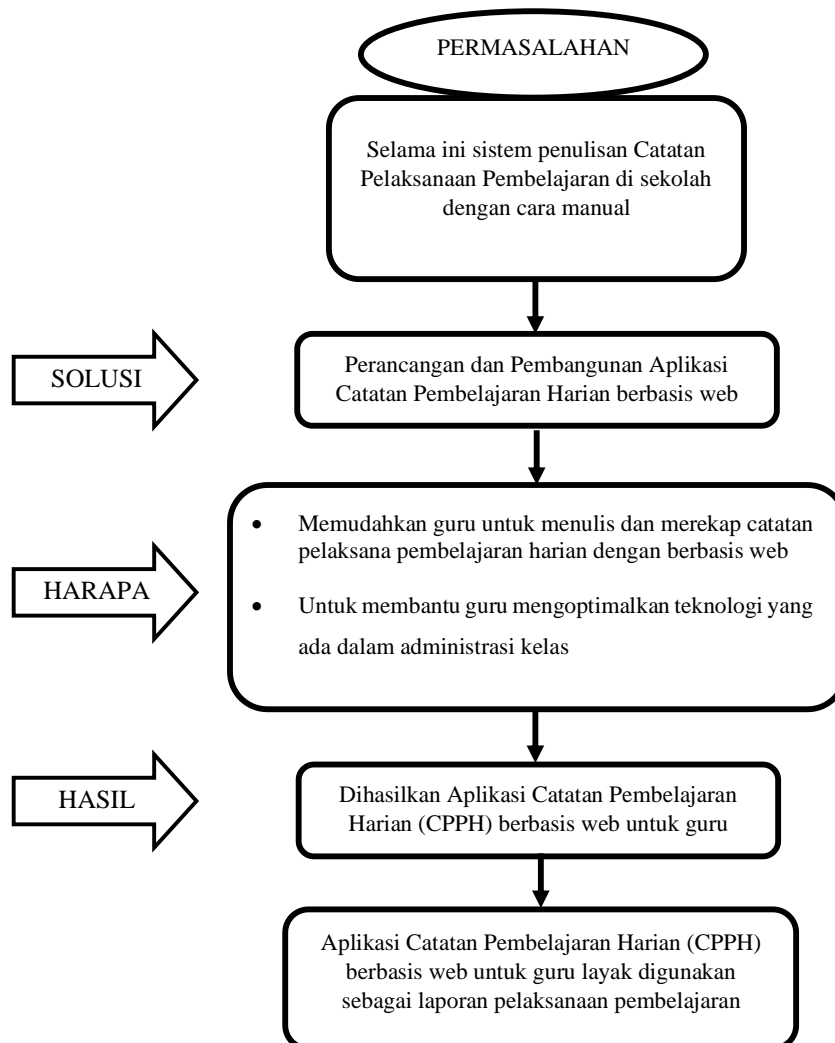 PERMASALAHAN
Selama ini sistem penulisan Catatan
Pelaksanaan Pembelajaran di sekolah
dengan cara manual
SOLUSI
Perancangan dan Pembangunan Aplikasi
Catatan Pembelajaran Harian berbasis web
HARAPA
• Memudahkan guru untuk menulis dan merekap catatan
pelaksana pembelajaran harian dengan berbasis web
• Untuk membantu guru mengoptimalkan teknologi yang
ada dalam administrasi kelas
HASIL
Dihasilkan Aplikasi Catatan Pembelajaran
Harian (CPPH) berbasis web untuk guru
Aplikasi Catatan Pembelajaran Harian (CPPH)
berbasis web untuk guru layak digunakan
sebagai laporan pelaksanaan pembelajaran